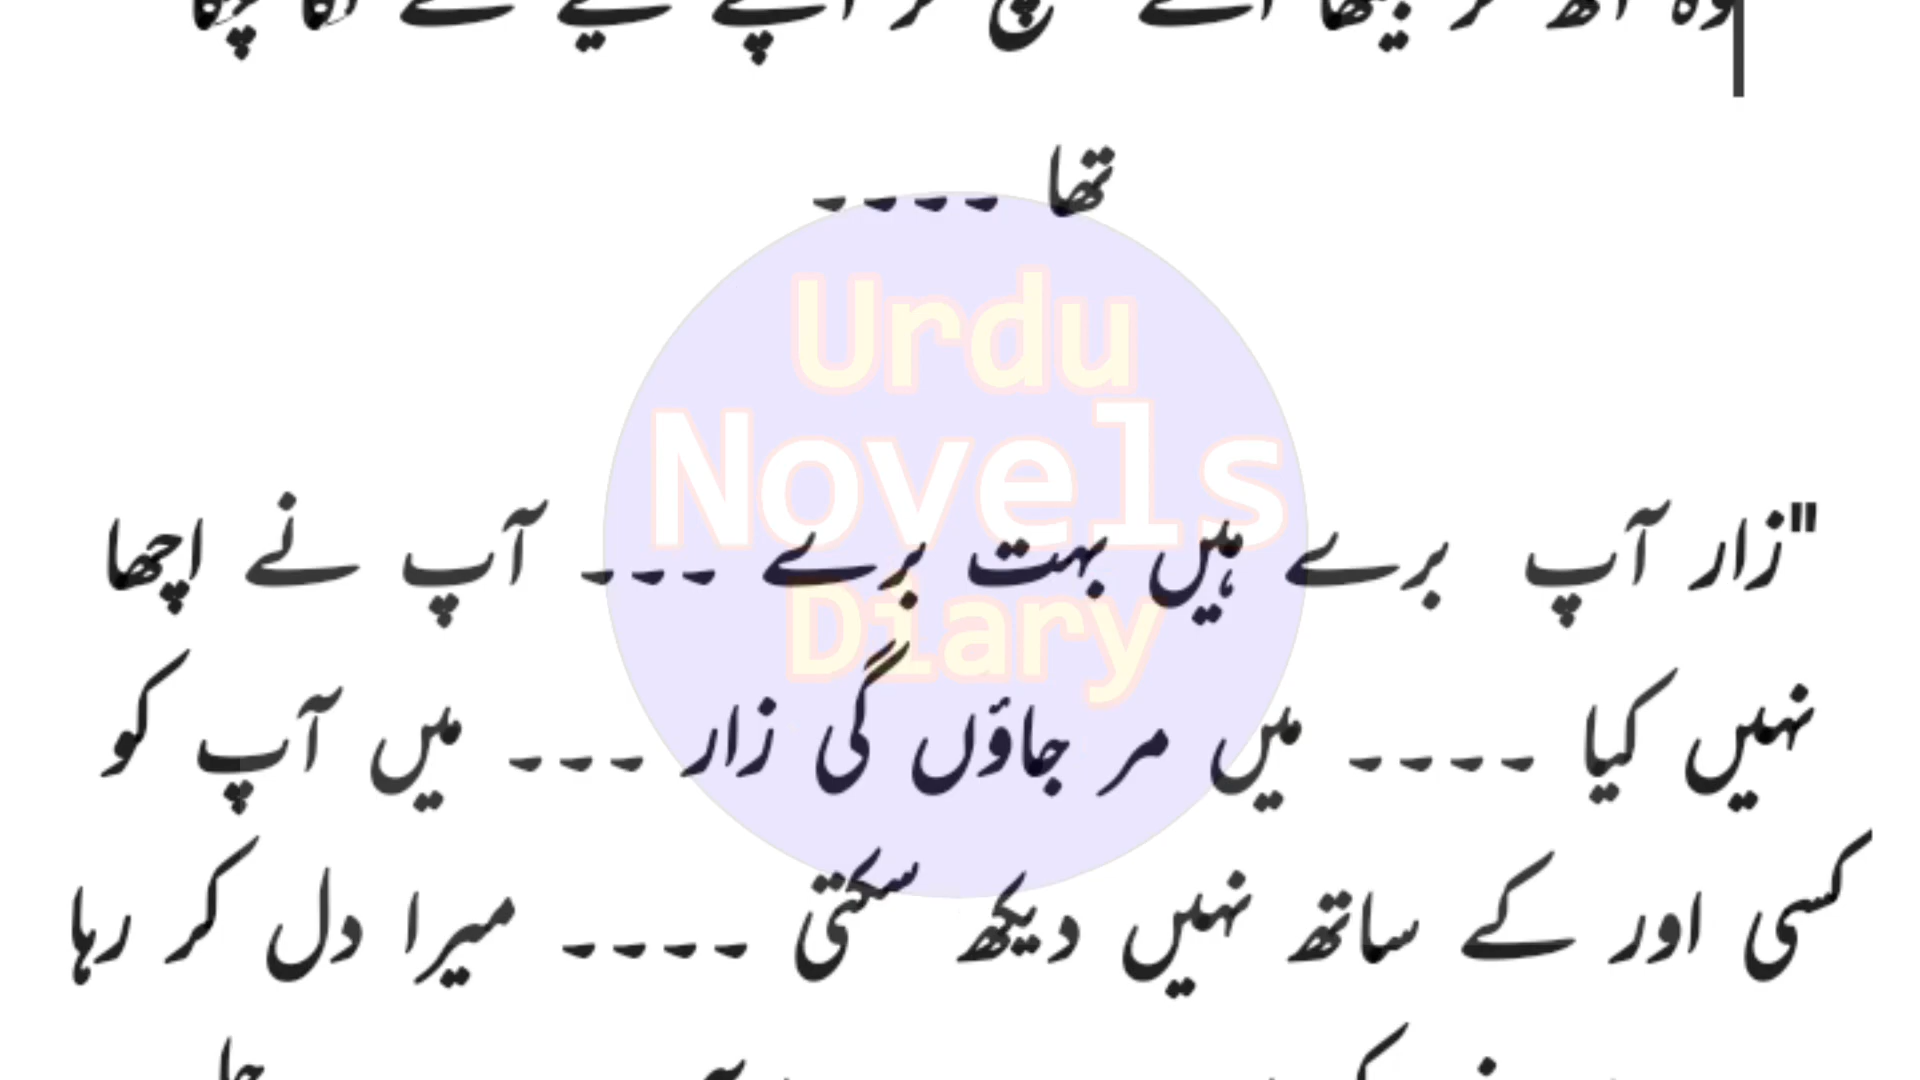 تھا ۔۔۔۔
"زار آپ برے ہیں بہت برے ۔۔۔ آپ نے اچھا
نہیں کیا ۔۔۔۔ میں مر جاؤں گی زار ۔۔۔ میں آپ کو
کسی اور کے ساتھ نہیں دیکھ سکتی ۔۔۔۔ میرا دل کر رہا
Urdu
Novels
Diary